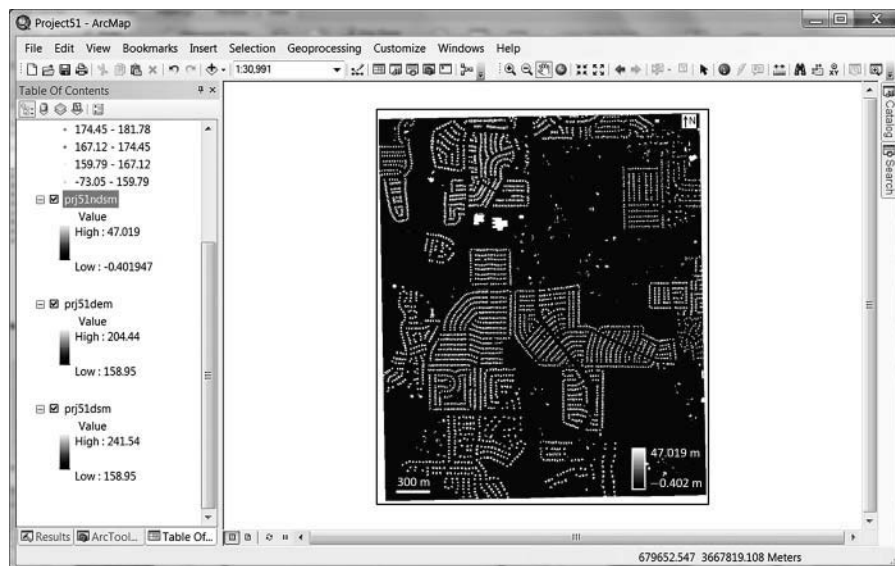 Project51 - ArcMap
File Edit View Bookmarks Insert Selection Geoprocessing Customize Windows Help
1:30,991
Table Of Contents
174.45 - 181.78
167.12 - 174.45
159.79 - 167.12
-73.05 - 159.79
prj51ndsm
Value
High : 47.019
Low : -0.401947
prj51dem
Value
High : 204.44
Low : 158.95
prj51dsm
Value
High : 241.54
Low : 158.95
N
47.019 m
−0.402 m
300 m
Catalog
Search
Results ArcTool... Table Of...
679652.547 3667819.108 Meters